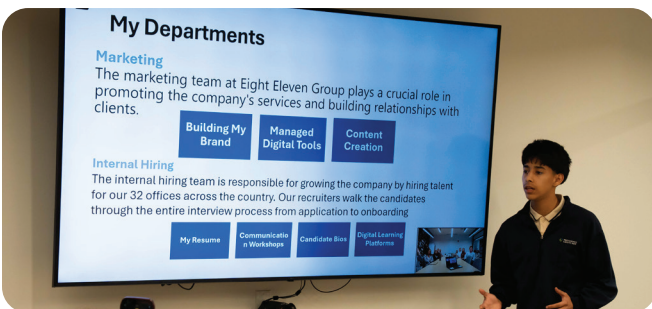 My Departments
Marketing
The marketing team at Eight Eleven Group plays a crucial role in
promoting the company's services and building relationships with
clients.
Building My
Brand
Managed
Digital Tools
Content
Creation
Internal Hiring
The internal hiring team is responsible for growing the company by hiring talent
for our 32 offices across the country. Our recruiters walk the candidates
through the entire interview process from application to onboarding
My Resume
Communicatio
n Workshops
Candidate Bios
Digital Learning
Platforms